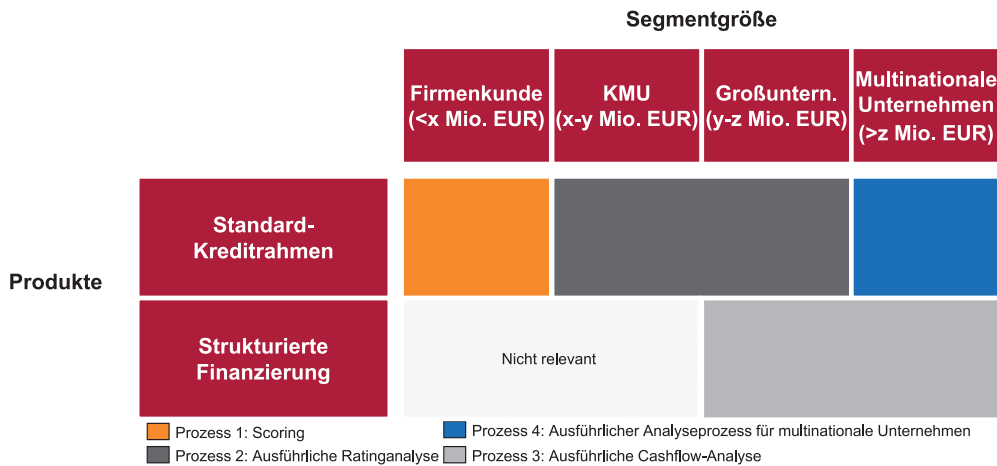 Segmentgröße
Firmenkunde
(<x Mio. EUR)
KMU
(x-y Mio. EUR)
Großuntern.
(y-z Mio. EUR)
Multinationale
Unternehmen
(>z Mio. EUR)
Produkte
Standard-
Kreditrahmen
Strukturierte
Finanzierung
Nicht relevant
Prozess 1: Scoring
Prozess 4: Ausführlicher Analyseprozess für multinationale Unternehmen
Prozess 2: Ausführliche Ratinganalyse
Prozess 3: Ausführliche Cashflow-Analyse